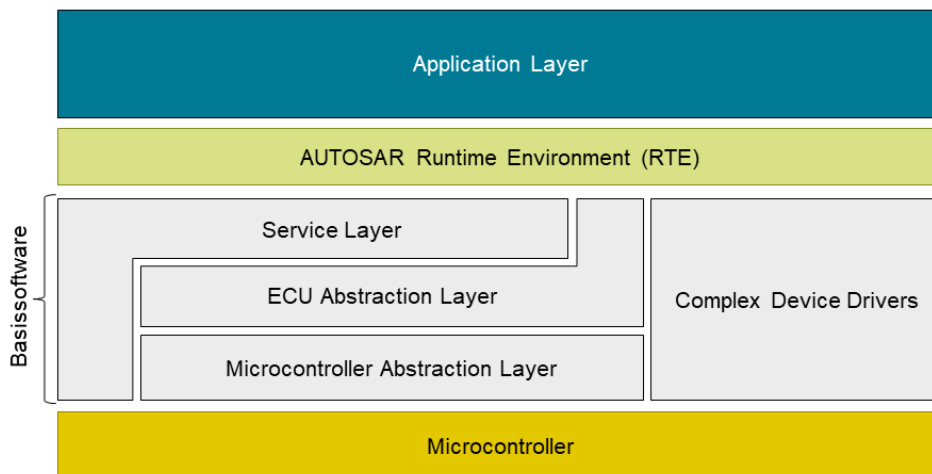 Application Layer
AUTOSAR Runtime Environment (RTE)
Basissoftware
Service Layer
ECU Abstraction Layer
Complex Device Drivers
Microcontroller Abstraction Layer
Microcontroller